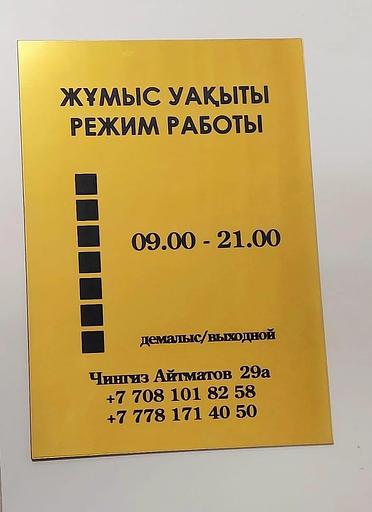 ЖҰМЫС УАҚЫТЫ
РЕЖИМ РАБОТЫ
09.00 - 21.00
демалыс/выходной
Чингиз Айтматов 29а
+7 708 101 82 58
+7 778 171 40 50